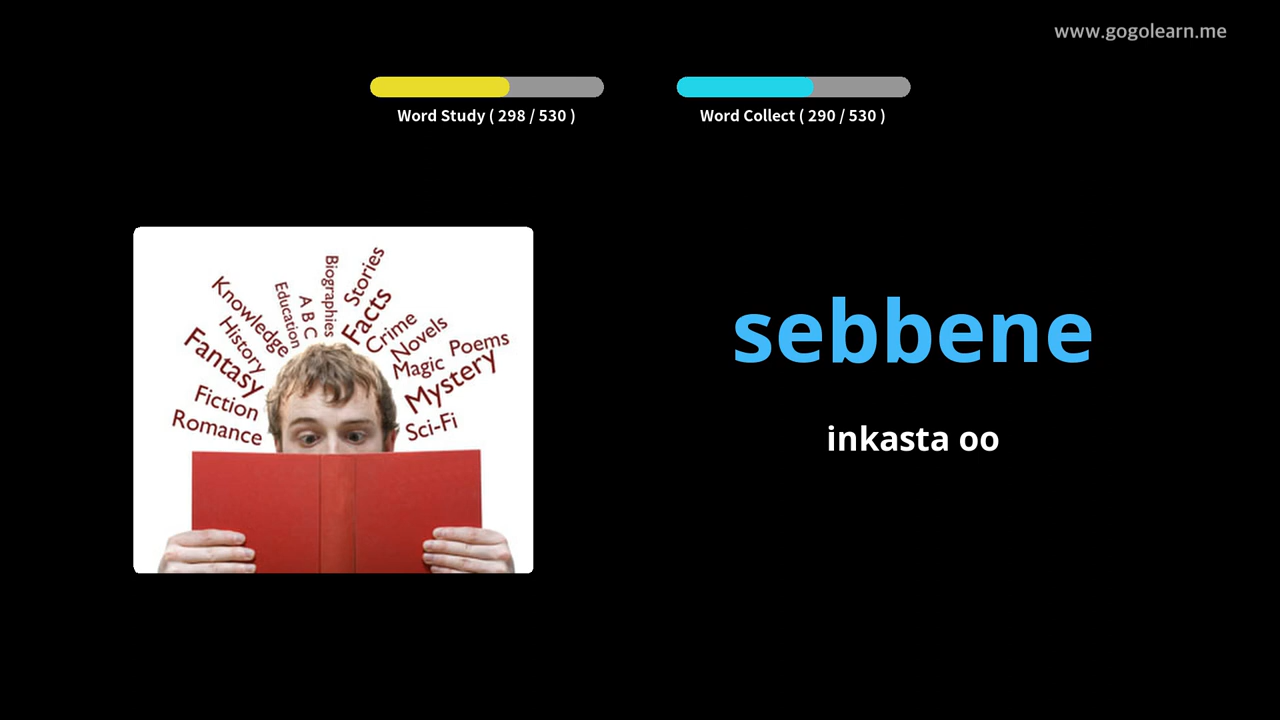 www.gogolearn.me
Word Study ( 298 / 530 )
Word Collect ( 290 / 530 )
Biographies
Stories
Education
A B C
Facts
Knowledge
Crime
History
Novels
Fantasy
Magic
Poems
Mystery
Fiction
Romance
Sci-Fi
sebbene
inkasta oo